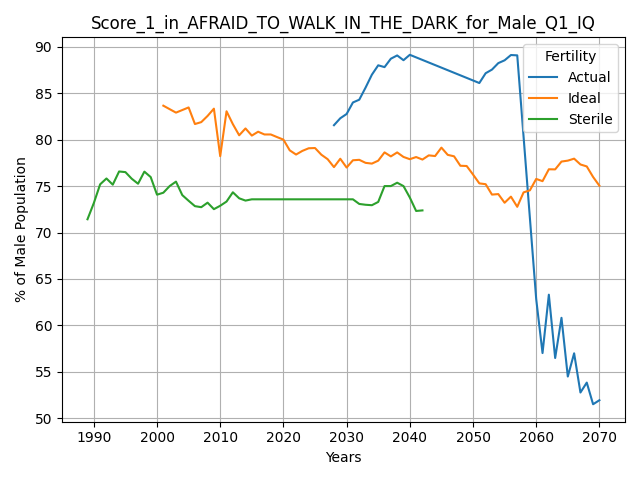 Score_1_in_AFRAID_TO_WALK_IN_THE_DARK_for_Male_Q1_IQ
% of Male Population
90
85
80
75
70
65
60
55
50
Fertility
Actual
Ideal
Sterile
1990 2000 2010 2020 2030 2040 2050 2060 2070
Years